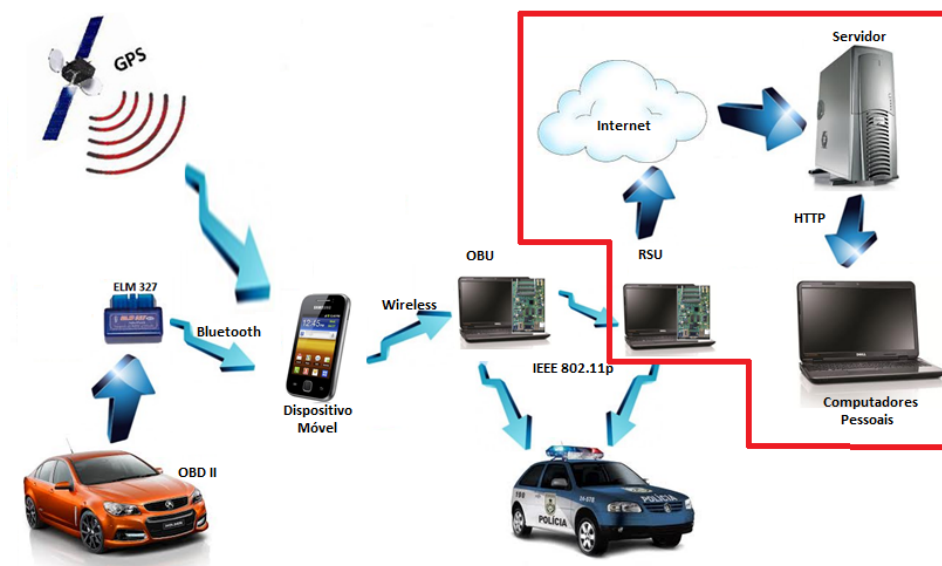 GPS
Servidor
Internet
HTTP
OBU
RSU
ELM 327
Bluetooth
Wireless
IEEE 802.11p
Dispositivo
Móvel
Computadores
Pessoais
OBD II
POLÍCIA
POLÍCIA